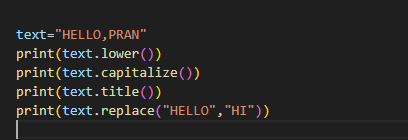 text="HELLO,PRAN"
print(text.lower())
print(text.capitalize())
print(text.title())
print(text.replace("HELLO","HI"))